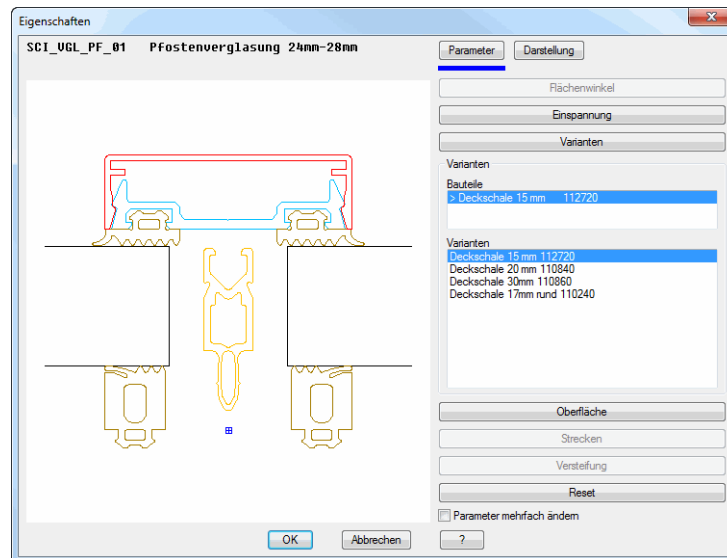 Eigenschaften
SCI_VGL_PF_01 Pfostenverglasung 24mm-28mm
Parameter
Darstellung
Flächenwinkel
Einspannung
Varianten
Varianten
Bauteile
> Deckschale 15 mm 112720
Varianten
Deckschale 15 mm 112720
Deckschale 20 mm 110840
Deckschale 30mm 110860
Deckschale 17mm rund 110240
Oberfläche
Strecken
Versteifung
Reset
Parameter mehrfach ändern
OK
Abbrechen
?